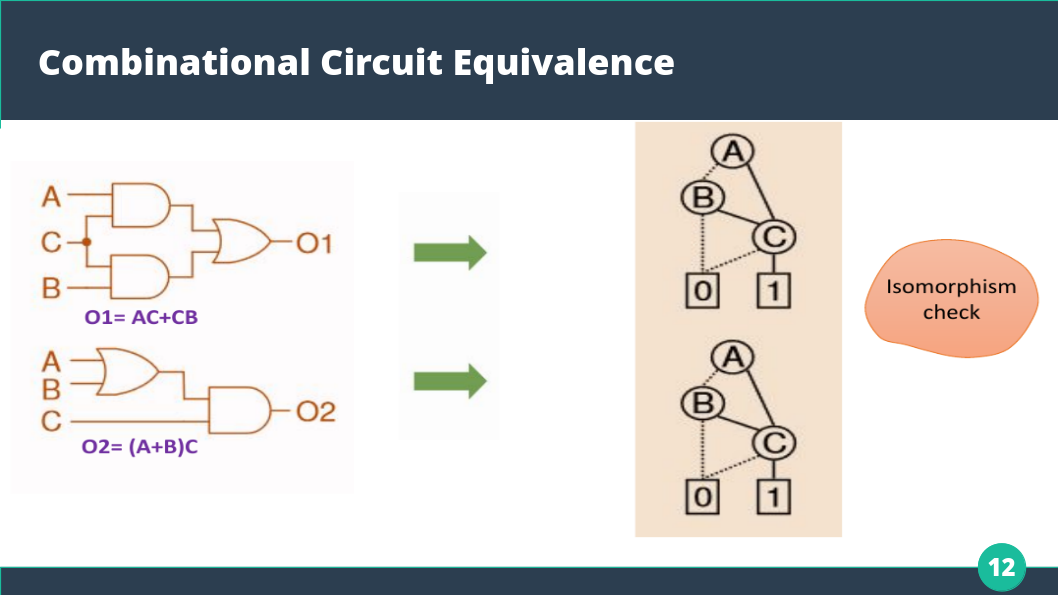 Combinational Circuit Equivalence
A
C
B
O1
O1= AC+CB
A
B
C
O2
O2= (A+B)C
A
B
C
0 1
A
B
C
0 1
Isomorphism
check
12